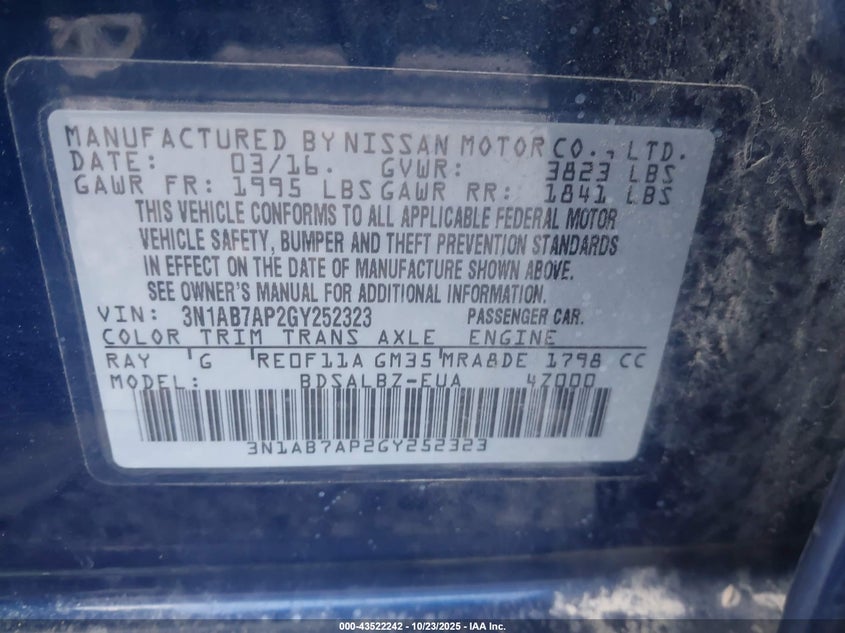 MANUFACTURED BY NISSAN MOTOR CO., LTD.
DATE: 03/16. GVWR: 3823 LBS
GAWR FR: 1995 LBS GAWR RR: 1841 LBS
THIS VEHICLE CONFORMS TO ALL APPLICABLE FEDERAL MOTOR
VEHICLE SAFETY, BUMPER AND THEFT PREVENTION STANDARDS
IN EFFECT ON THE DATE OF MANUFACTURE SHOWN ABOVE.
SEE OWNER'S MANUAL FOR ADDITIONAL INFORMATION.
VIN: 3N1AB7AP2GY252323 PASSENGER CAR.
COLOR TRIM TRANS AXLE ENGINE
RAY G RE0F11A GM35 MRA8DE 1798 CC
MODEL: BDSALBZ-EUA 4Z000
3N1AB7AP2GY252323
000-43522242 - 10/23/2025 - IAA Inc.